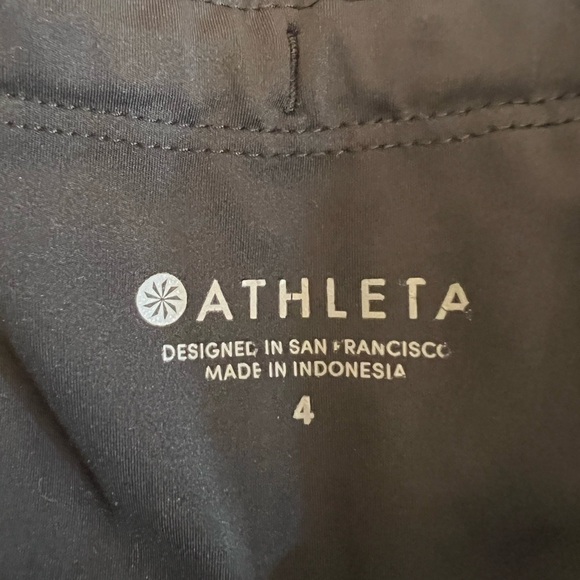 ATHLETA
DESIGNED IN SAN FRANCISCO
MADE IN INDONESIA
4